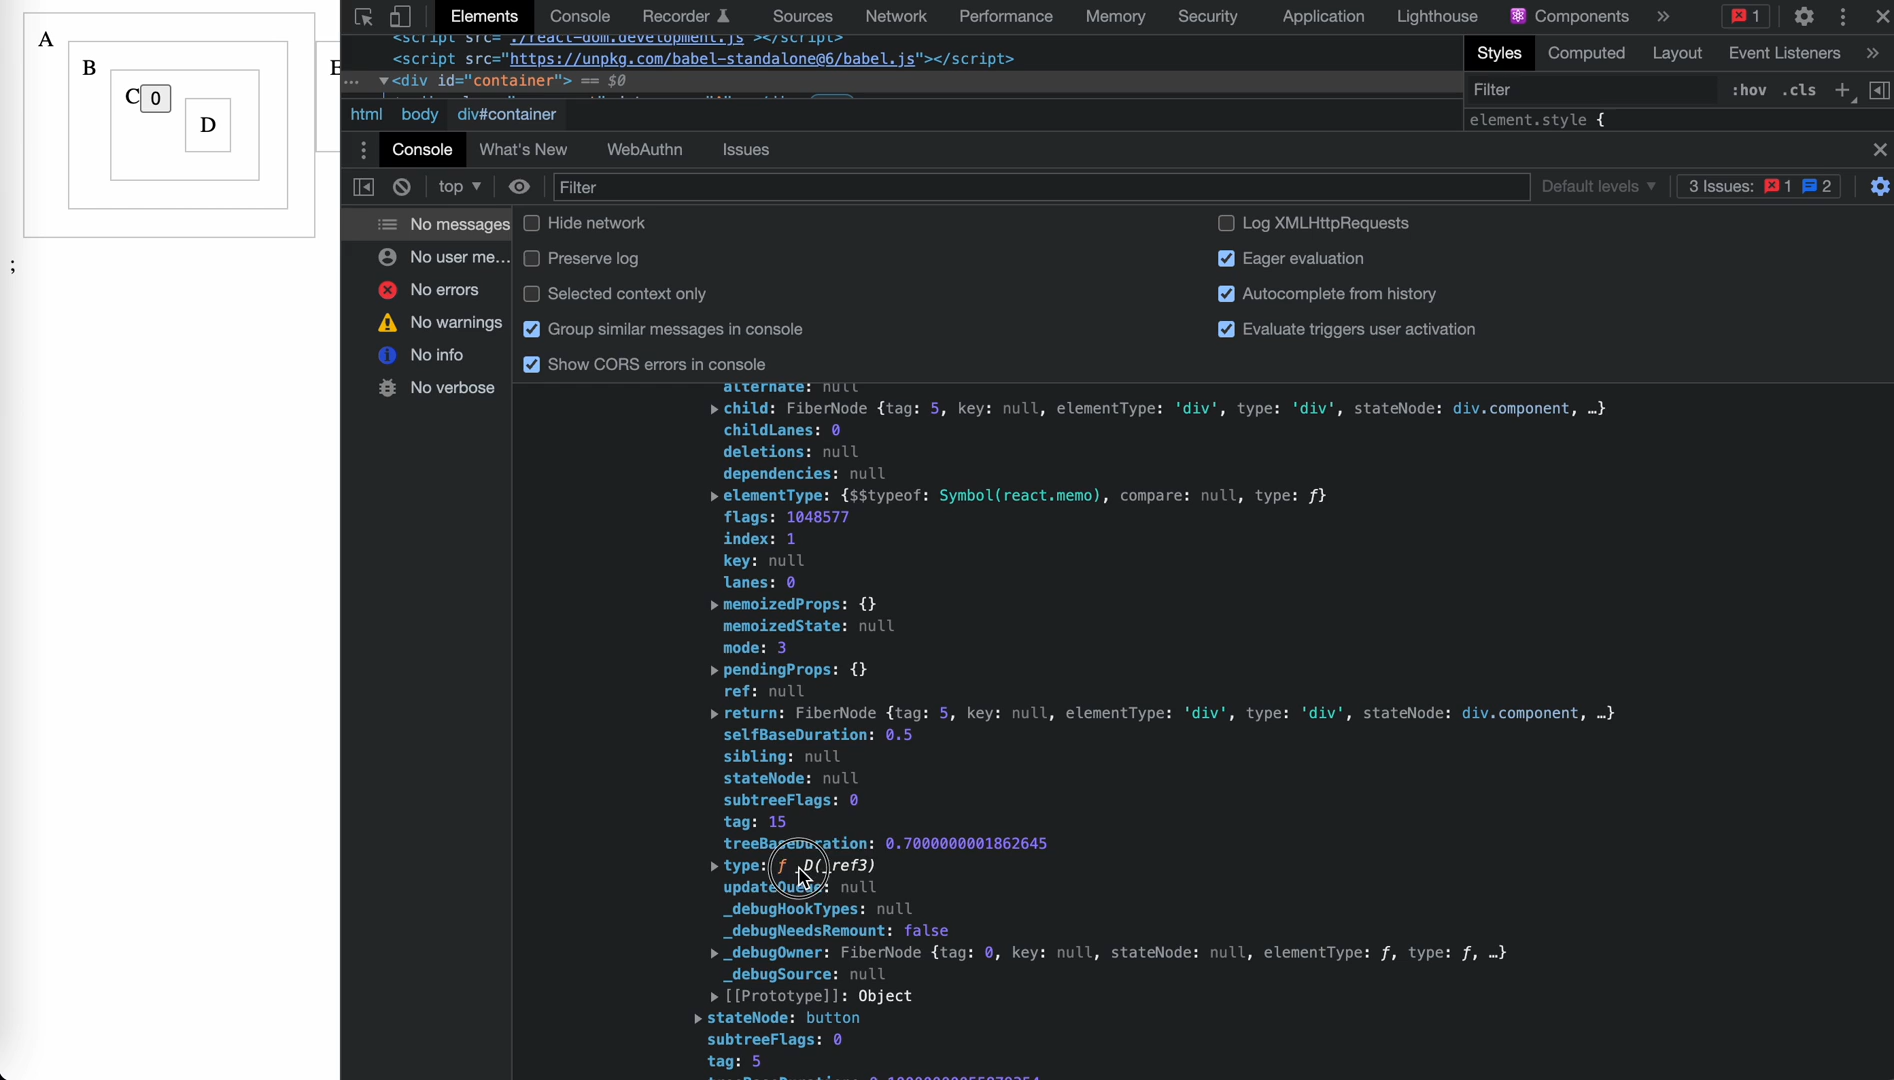 A
B
C 0
D
E
;
Elements Console Recorder Sources Network Performance Memory Security Application Lighthouse Components » 1
<script src="./react-dom.development.js"></script>
<script src="https://unpkg.com/babel-standalone@6/babel.js"></script>
… ▼<div id="container"> == $0
html body div#container
Styles Computed Layout Event Listeners »
Filter :hov .cls +
element.style {
Console What's New WebAuthn Issues
top ▼ Filter Default levels ▼ 3 Issues: 1 2
No messages
No user me…
No errors
No warnings
No info
No verbose
Hide network
Preserve log
Selected context only
Group similar messages in console
Show CORS errors in console
Log XMLHttpRequests
Eager evaluation
Autocomplete from history
Evaluate triggers user activation
alternate: null
▶child: FiberNode {tag: 5, key: null, elementType: 'div', type: 'div', stateNode: div.component, …}
childLanes: 0
deletions: null
dependencies: null
▶elementType: {$$typeof: Symbol(react.memo), compare: null, type: ƒ}
flags: 1048577
index: 1
key: null
lanes: 0
▶memoizedProps: {}
memoizedState: null
mode: 3
▶pendingProps: {}
ref: null
▶return: FiberNode {tag: 5, key: null, elementType: 'div', type: 'div', stateNode: div.component, …}
selfBaseDuration: 0.5
sibling: null
stateNode: null
subtreeFlags: 0
tag: 15
treeBaseDuration: 0.7000000001862645
▶type: ƒ _D(_ref3)
updateQueue: null
_debugHookTypes: null
_debugNeedsRemount: false
▶_debugOwner: FiberNode {tag: 0, key: null, stateNode: null, elementType: ƒ, type: ƒ, …}
_debugSource: null
▶[[Prototype]]: Object
▶stateNode: button
subtreeFlags: 0
tag: 5